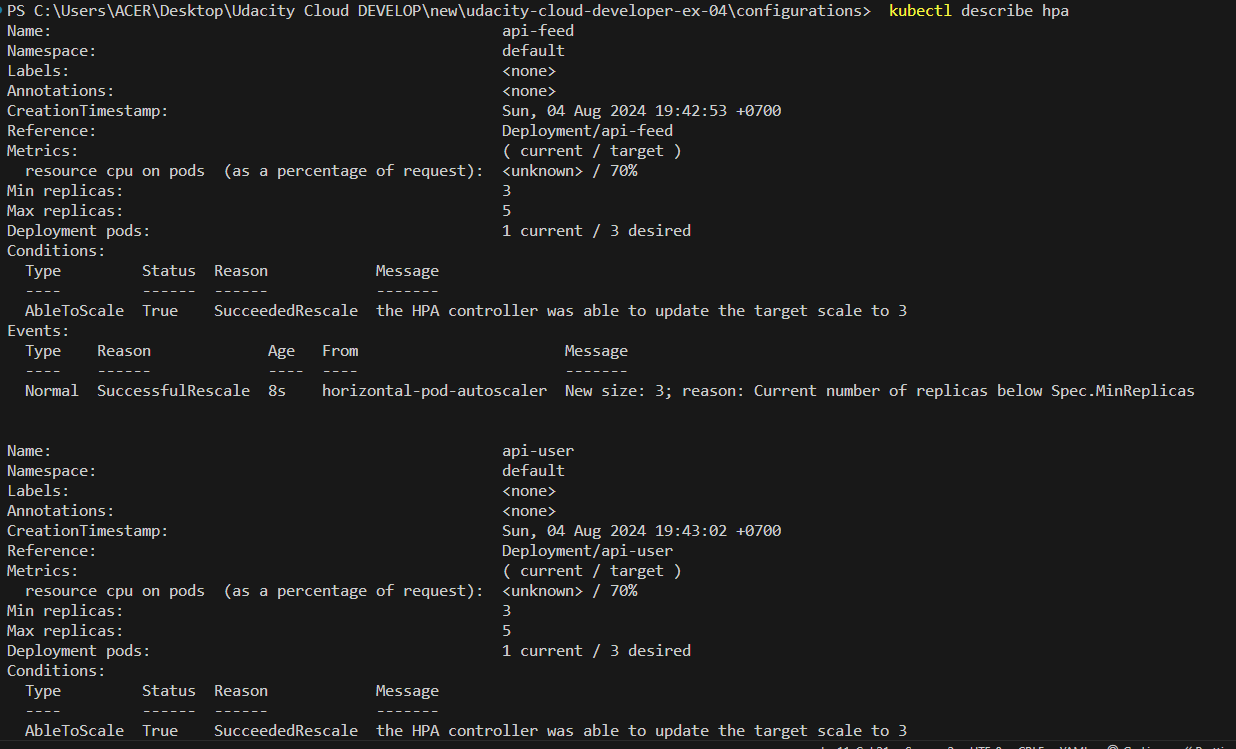 PS C:\Users\ACER\Desktop\Udacity Cloud DEVELOP\new\udacity-cloud-developer-ex-04\configurations>  kubectl describe hpa
Name:                                                  api-feed
Namespace:                                             default
Labels:                                                <none>
Annotations:                                           <none>
CreationTimestamp:                                     Sun, 04 Aug 2024 19:42:53 +0700
Reference:                                             Deployment/api-feed
Metrics:                                               ( current / target )
  resource cpu on pods  (as a percentage of request):  <unknown> / 70%
Min replicas:                                          3
Max replicas:                                          5
Deployment pods:                                       1 current / 3 desired
Conditions:
  Type         Status  Reason            Message
  ----         ------  ------            -------
  AbleToScale  True    SucceededRescale  the HPA controller was able to update the target scale to 3
Events:
  Type    Reason             Age   From                       Message
  ----    ------             ----  ----                       -------
  Normal  SuccessfulRescale  8s    horizontal-pod-autoscaler  New size: 3; reason: Current number of replicas below Spec.MinReplicas
Name:                                                  api-user
Namespace:                                             default
Labels:                                                <none>
Annotations:                                           <none>
CreationTimestamp:                                     Sun, 04 Aug 2024 19:43:02 +0700
Reference:                                             Deployment/api-user
Metrics:                                               ( current / target )
  resource cpu on pods  (as a percentage of request):  <unknown> / 70%
Min replicas:                                          3
Max replicas:                                          5
Deployment pods:                                       1 current / 3 desired
Conditions:
  Type         Status  Reason            Message
  ----         ------  ------            -------
  AbleToScale  True    SucceededRescale  the HPA controller was able to update the target scale to 3